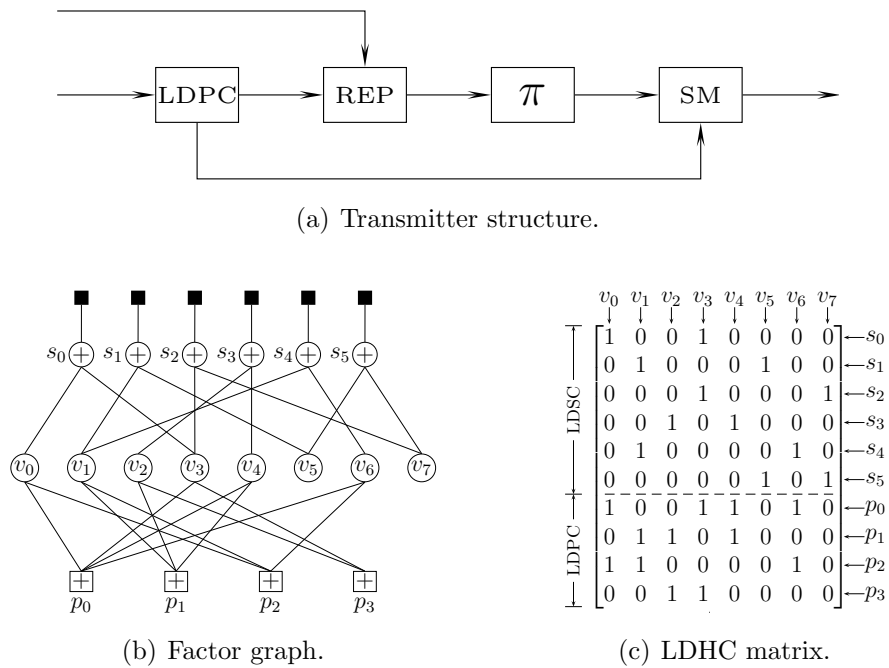 LDPC REP π SM
(a) Transmitter structure.
s0 + s1 + s2 + s3 + s4 + s5 +
v0 v1 v2 v3 v4 v5 v6 v7
+ + + +
p0 p1 p2 p3
(b) Factor graph.
v0 v1 v2 v3 v4 v5 v6 v7
1 0 0 1 0 0 0 0 s0
0 1 0 0 0 1 0 0 s1
0 0 0 1 0 0 0 1 s2
0 0 1 0 1 0 0 0 s3
0 1 0 0 0 0 1 0 s4
0 0 0 0 0 1 0 1 s5
LDSC
1 0 0 1 1 0 1 0 p0
0 1 1 0 1 0 0 0 p1
1 1 0 0 0 0 1 0 p2
0 0 1 1 0 0 0 0 p3
LDPC
(c) LDHC matrix.